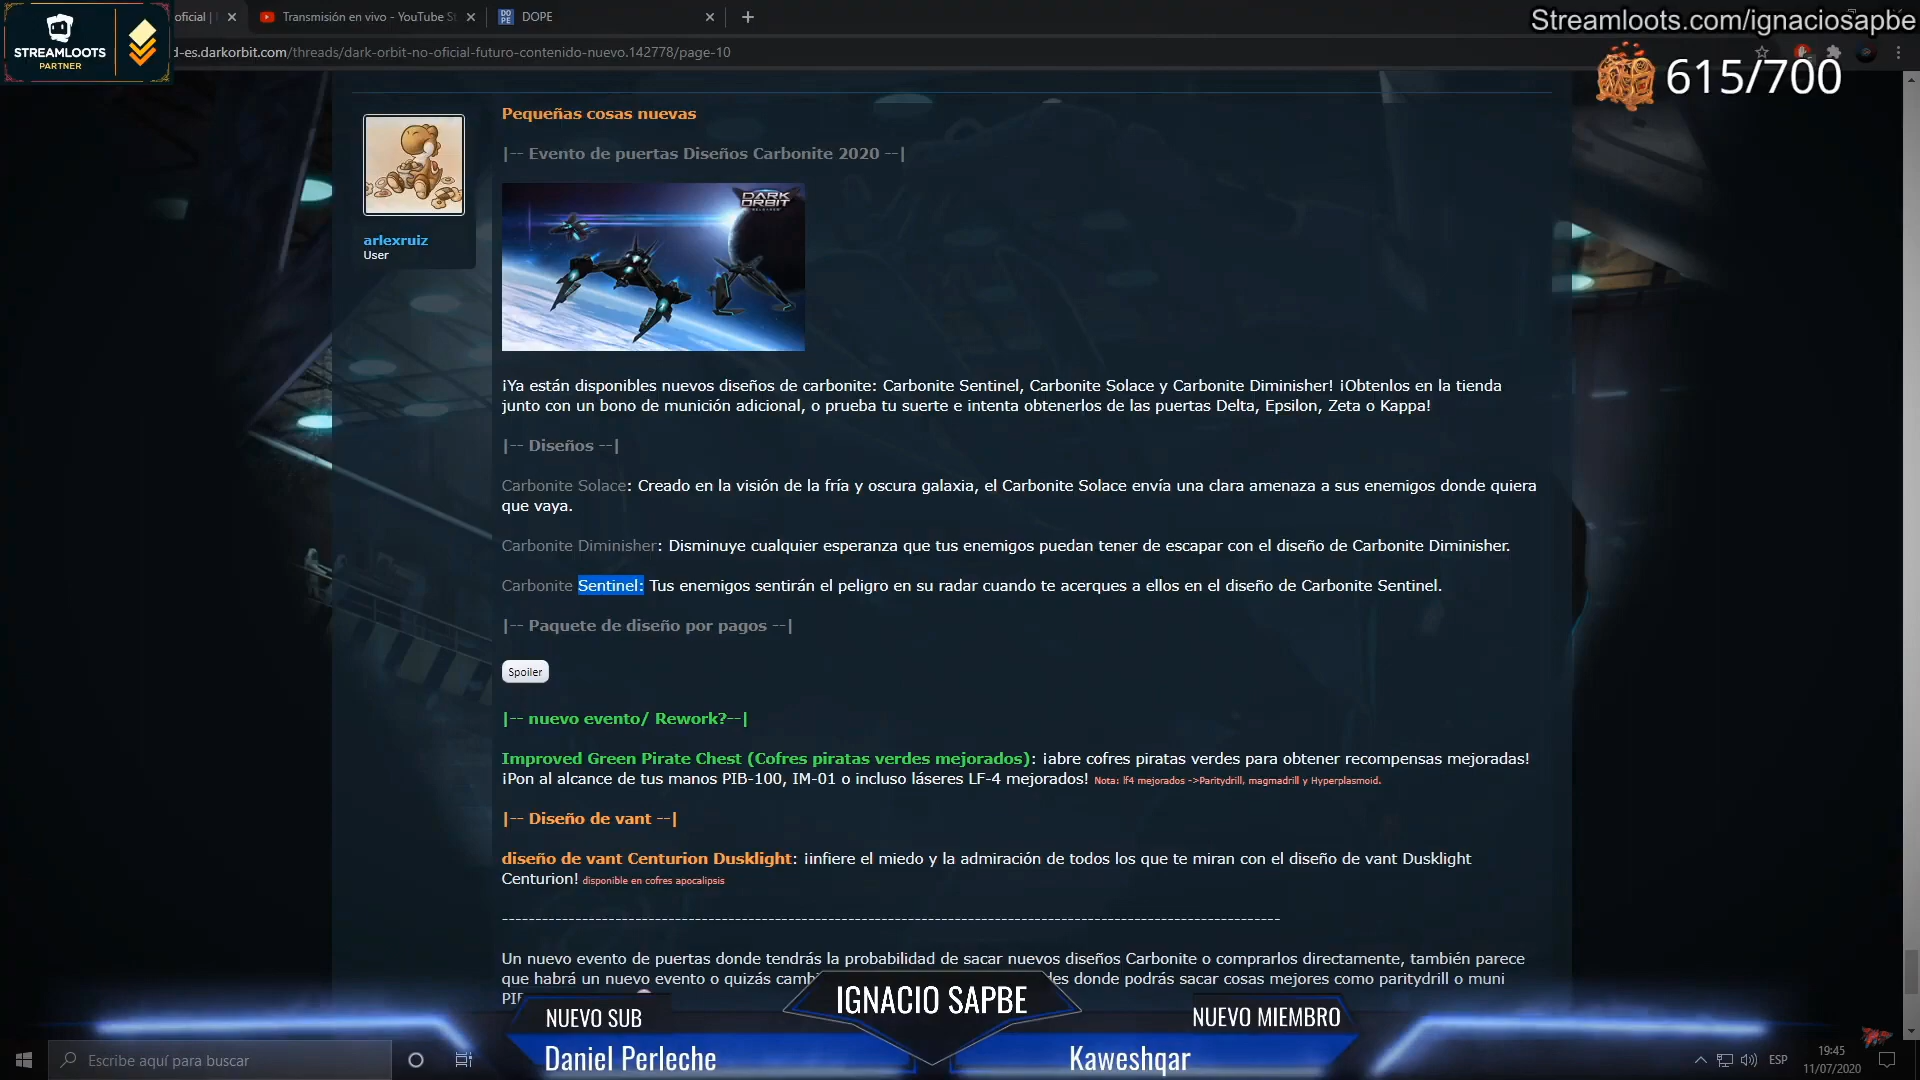 STREAMLOOTS
PARTNER
oficial |
Transmisión en vivo - YouTube St
DOPE
Streamloots.com/ignaciosapbe
d-es.darkorbit.com/threads/dark-orbit-no-oficial-futuro-contenido-nuevo.142778/page-10
615/700
Pequeñas cosas nuevas
|-- Evento de puertas Diseños Carbonite 2020 --|
DARK ORBIT
arlexruiz
User
¡Ya están disponibles nuevos diseños de carbonite: Carbonite Sentinel, Carbonite Solace y Carbonite Diminisher! ¡Obtenlos en la tienda
junto con un bono de munición adicional, o prueba tu suerte e intenta obtenerlos de las puertas Delta, Epsilon, Zeta o Kappa!
|-- Diseños --|
Carbonite Solace: Creado en la visión de la fría y oscura galaxia, el Carbonite Solace envía una clara amenaza a sus enemigos donde quiera
que vaya.
Carbonite Diminisher: Disminuye cualquier esperanza que tus enemigos puedan tener de escapar con el diseño de Carbonite Diminisher.
Carbonite Sentinel: Tus enemigos sentirán el peligro en su radar cuando te acerques a ellos en el diseño de Carbonite Sentinel.
|-- Paquete de diseño por pagos --|
Spoiler
|-- nuevo evento/ Rework?--|
Improved Green Pirate Chest (Cofres piratas verdes mejorados): ¡abre cofres piratas verdes para obtener recompensas mejoradas!
¡Pon al alcance de tus manos PIB-100, IM-01 o incluso láseres LF-4 mejorados! Nota: lf4 mejorados ->Paritydrill, magmadrill y Hyperplasmoid.
|-- Diseño de vant --|
diseño de vant Centurion Dusklight: ¡infiere el miedo y la admiración de todos los que te miran con el diseño de vant Dusklight
Centurion! disponible en cofres apocalipsis
----------------------------------------------------------------------------------------------------------------------
Un nuevo evento de puertas donde tendrás la probabilidad de sacar nuevos diseños Carbonite o comprarlos directamente, también parece
que habrá un nuevo evento o quizás camb es donde podrás sacar cosas mejores como paritydrill o muni
IGNACIO SAPBE
NUEVO SUB
Daniel Perleche
NUEVO MIEMBRO
Kaweshqar
Escribe aquí para buscar
ESP
19:45
11/07/2020